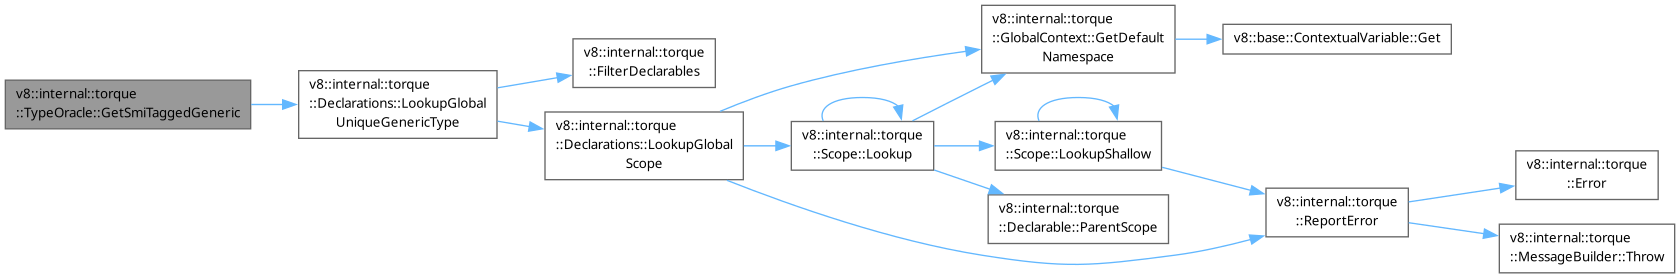 v8::internal::torque
::TypeOracle::GetSmiTaggedGeneric
v8::internal::torque
::Declarations::LookupGlobal
UniqueGenericType
v8::internal::torque
::FilterDeclarables
v8::internal::torque
::Declarations::LookupGlobal
Scope
v8::internal::torque
::Scope::Lookup
v8::internal::torque
::GlobalContext::GetDefault
Namespace
v8::base::ContextualVariable::Get
v8::internal::torque
::Scope::LookupShallow
v8::internal::torque
::Declarable::ParentScope
v8::internal::torque
::ReportError
v8::internal::torque
::Error
v8::internal::torque
::MessageBuilder::Throw